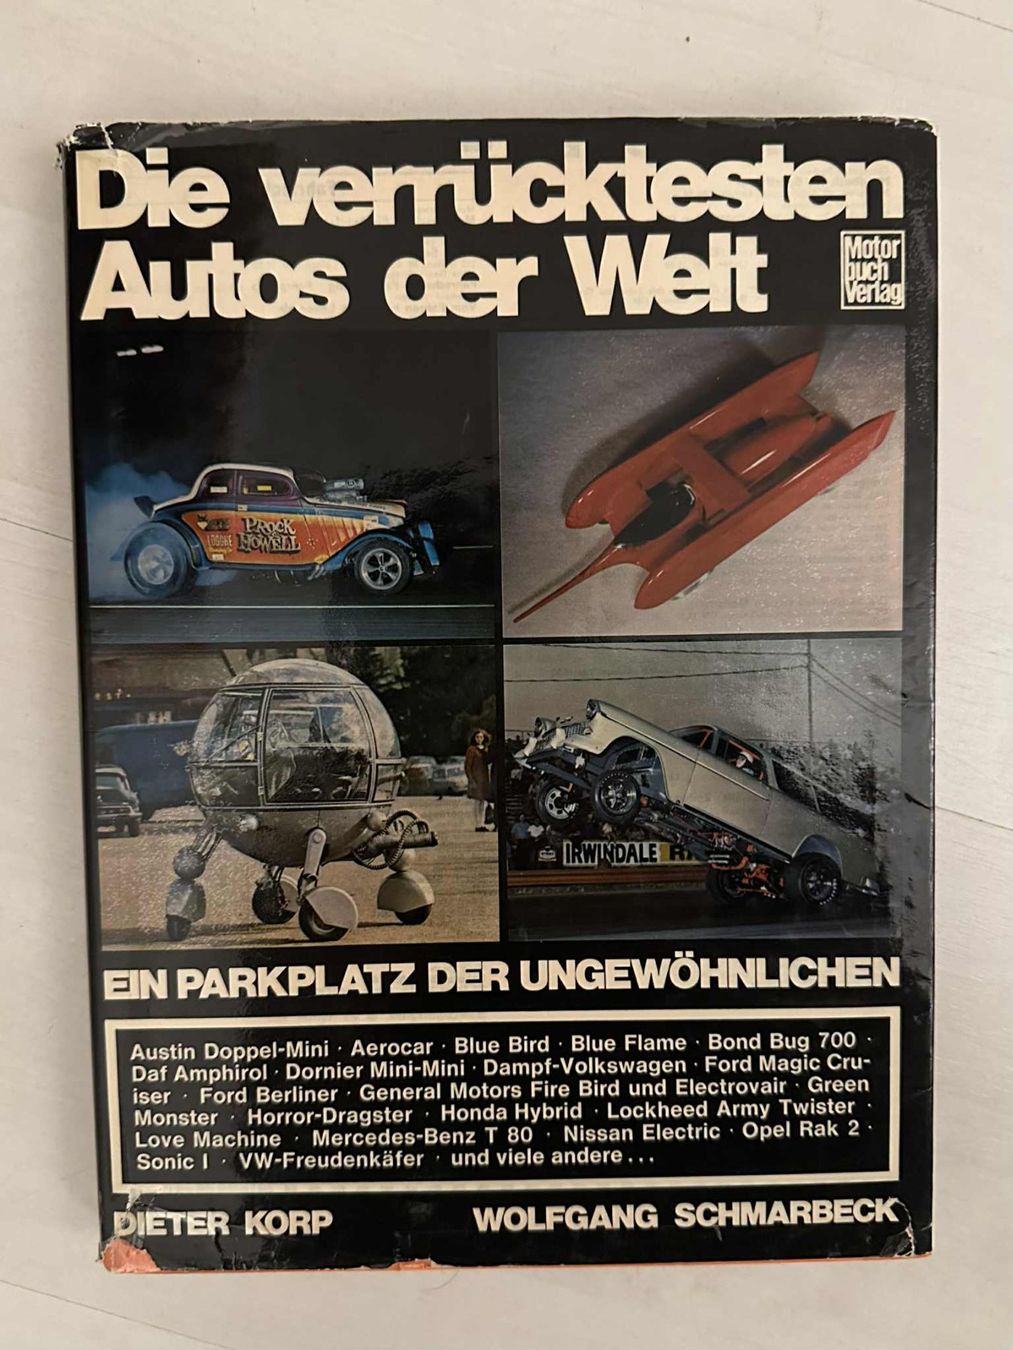 Die verrücktesten
Autos der Welt
Motor
buch
Verlag
PROCK
HOWELL
IRWINDALE RA
EIN PARKPLATZ DER UNGEWÖHNLICHEN
Austin Doppel-Mini · Aerocar · Blue Bird · Blue Flame · Bond Bug 700 ·
Daf Amphirol · Dornier Mini-Mini · Dampf-Volkswagen · Ford Magic Cru-
iser · Ford Berliner · General Motors Fire Bird und Electrovair · Green
Monster · Horror-Dragster · Honda Hybrid · Lockheed Army Twister ·
Love Machine · Mercedes-Benz T 80 · Nissan Electric · Opel Rak 2 ·
Sonic I · VW-Freudenkäfer · und viele andere...
DIETER KORP WOLFGANG SCHMARBECK